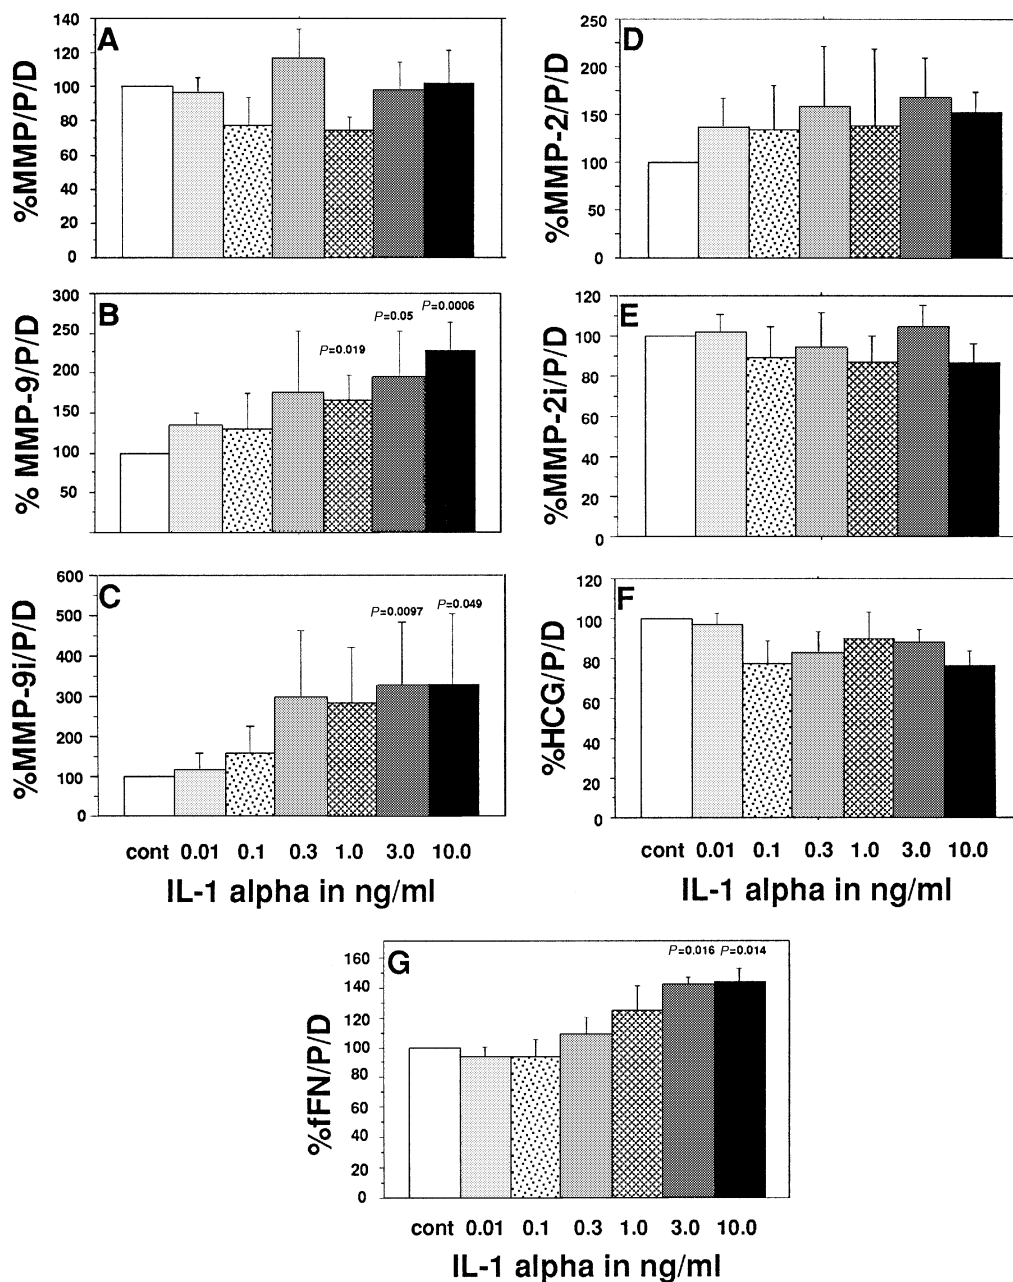 A
%MMP/P/D
140
120
100
80
60
40
20
0
D
%MMP-2/P/D
250
200
150
100
50
0
B
% MMP-9/P/D
300
250
200
150
100
50
P=0.019
P=0.05
P=0.0006
E
%MMP-2i/P/D
120
100
80
60
40
20
0
C
%MMP-9i/P/D
600
500
400
300
200
100
0
P=0.0097
P=0.049
cont 0.01 0.1 0.3 1.0 3.0 10.0
IL-1 alpha in ng/ml
F
%HCG/P/D
120
100
80
60
40
20
0
cont 0.01 0.1 0.3 1.0 3.0 10.0
IL-1 alpha in ng/ml
G
%fFN/P/D
160
140
120
100
80
60
40
20
0
P=0.016 P=0.014
cont 0.01 0.1 0.3 1.0 3.0 10.0
IL-1 alpha in ng/ml